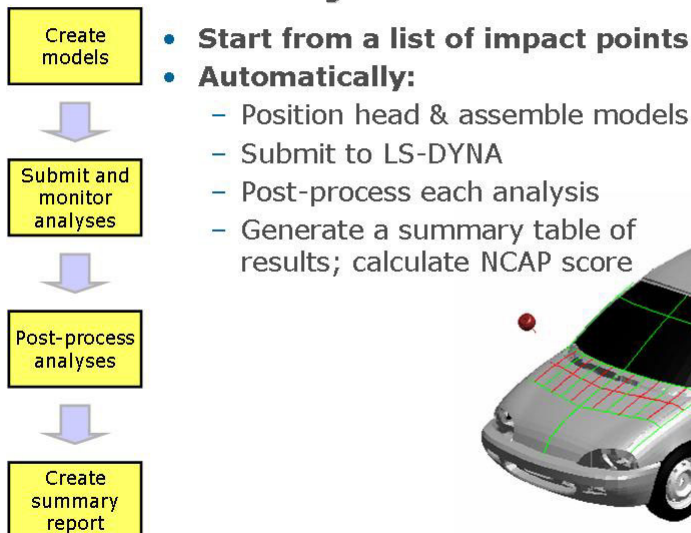 Create
models
Submit and
monitor
analyses
Post-process
analyses
Create
summary
report
• Start from a list of impact points
• Automatically:
– Position head & assemble models
– Submit to LS-DYNA
– Post-process each analysis
– Generate a summary table of
results; calculate NCAP score